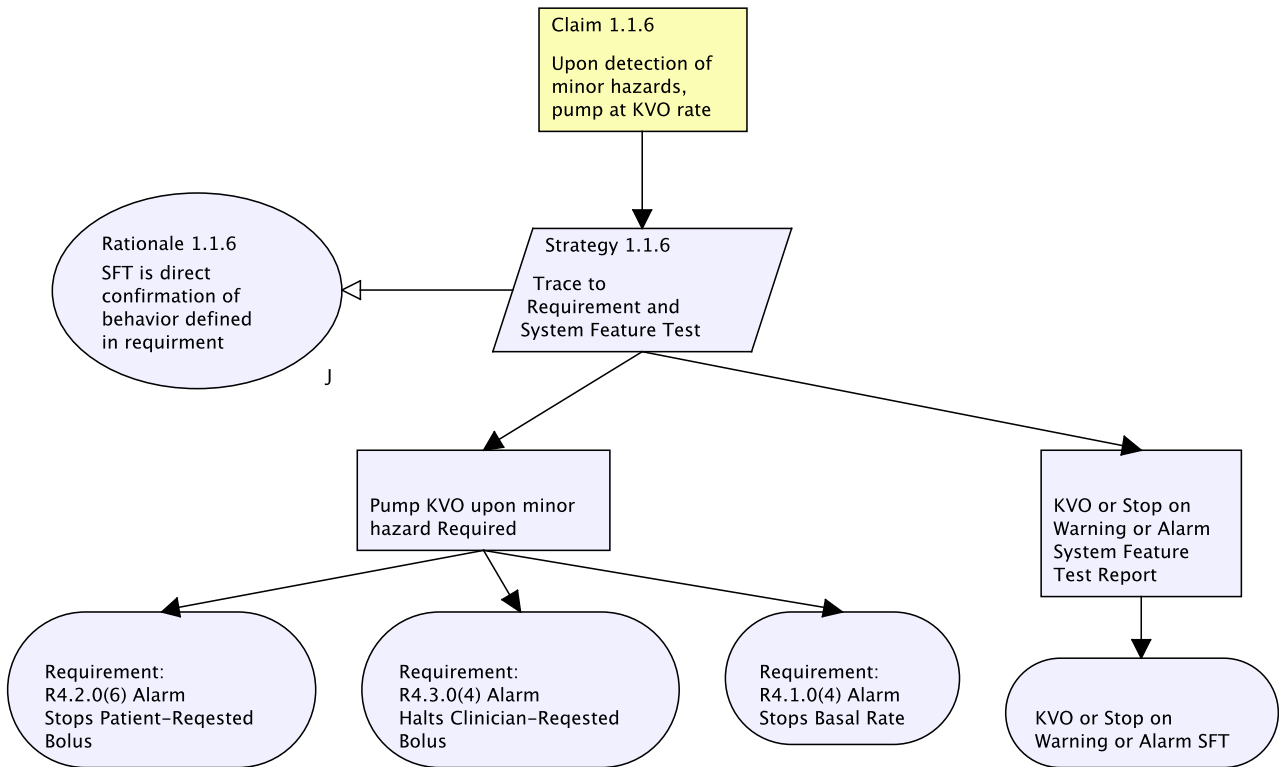 Claim 1.1.6
Upon detection of
minor hazards,
pump at KVO rate
Rationale 1.1.6
SFT is direct
confirmation of
behavior defined
in requirment
J
Strategy 1.1.6
Trace to
Requirement and
System Feature Test
Pump KVO upon minor
hazard Required
KVO or Stop on
Warning or Alarm
System Feature
Test Report
Requirement:
R4.2.0(6) Alarm
Stops Patient-Reqested
Bolus
Requirement:
R4.3.0(4) Alarm
Halts Clinician-Reqested
Bolus
Requirement:
R4.1.0(4) Alarm
Stops Basal Rate
KVO or Stop on
Warning or Alarm SFT